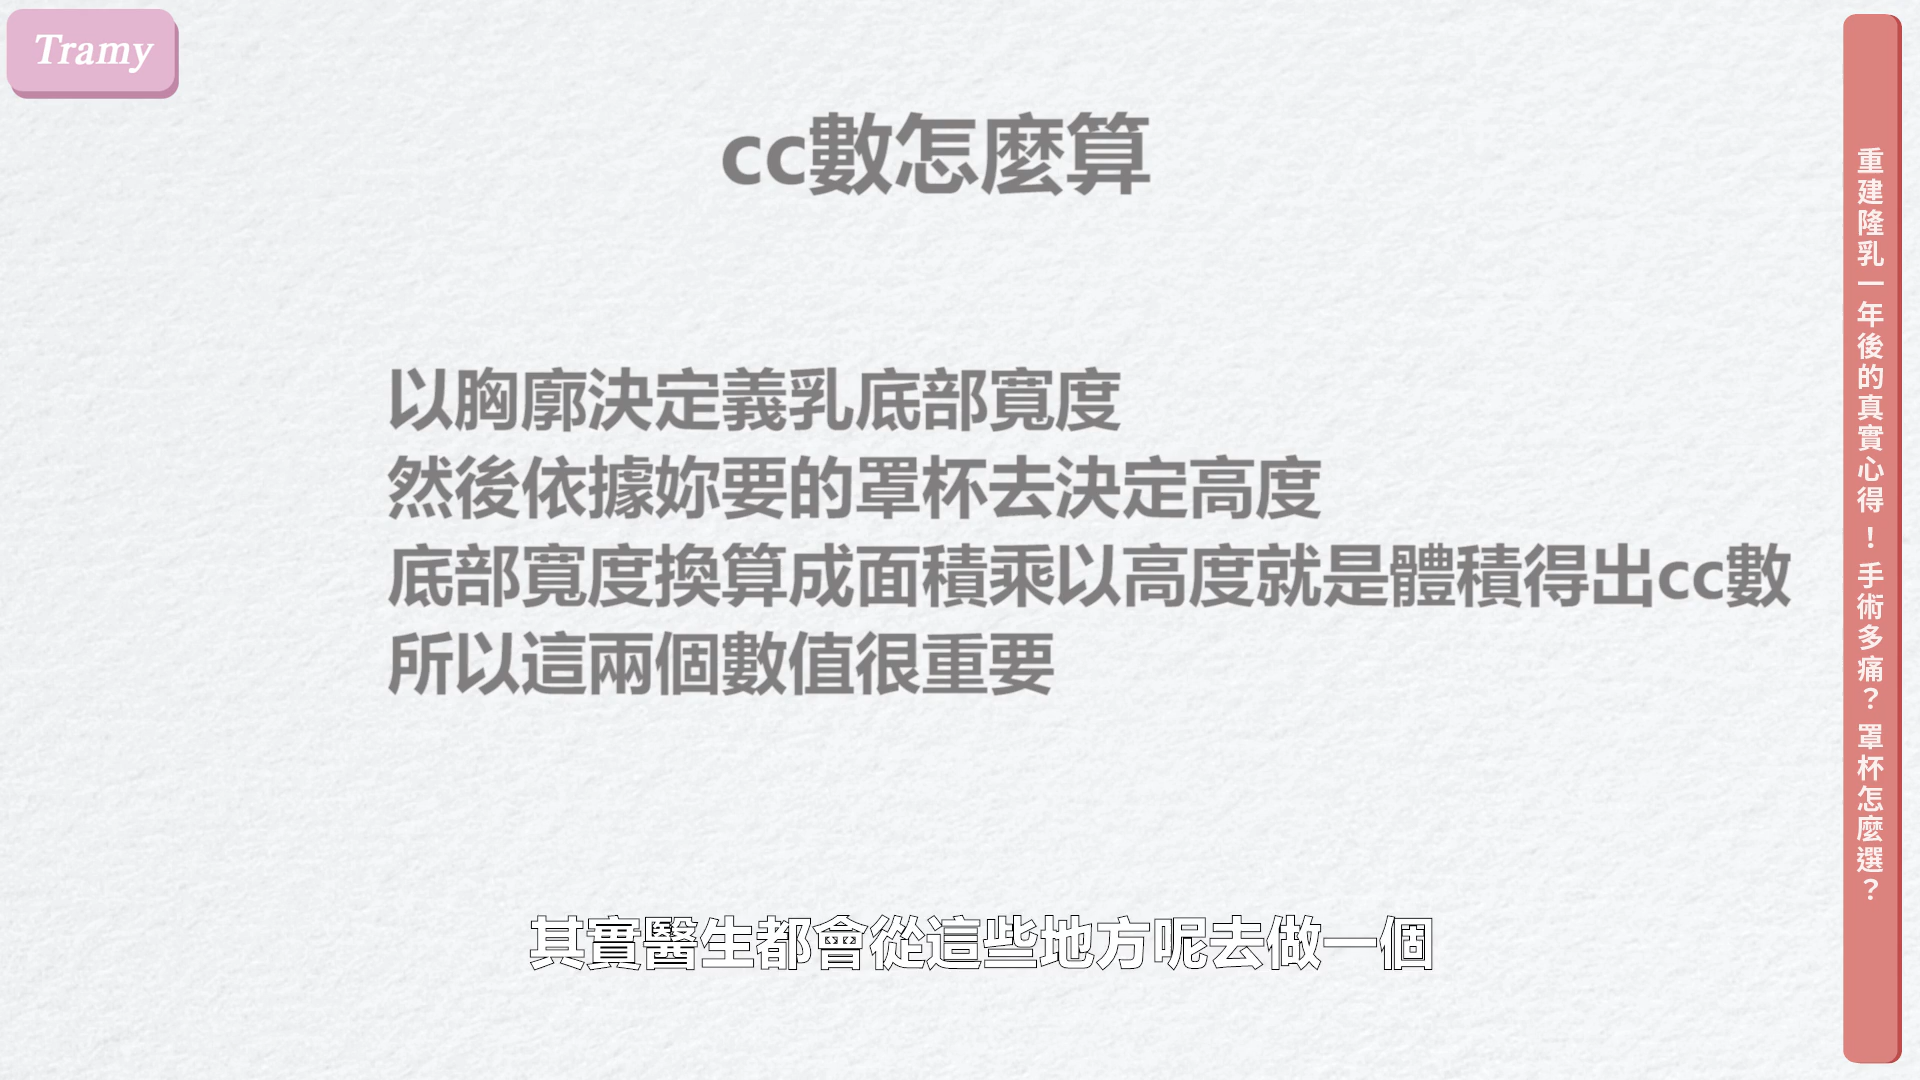 Tramy
cc數怎麼算
以胸廓決定義乳底部寬度
然後依據妳要的罩杯去決定高度
底部寬度換算成面積乘以高度就是體積得出cc數
所以這兩個數值很重要
其實醫生都會從這些地方呢去做一個
重建隆乳一年後的真實心得！手術多痛？罩杯怎麼選？